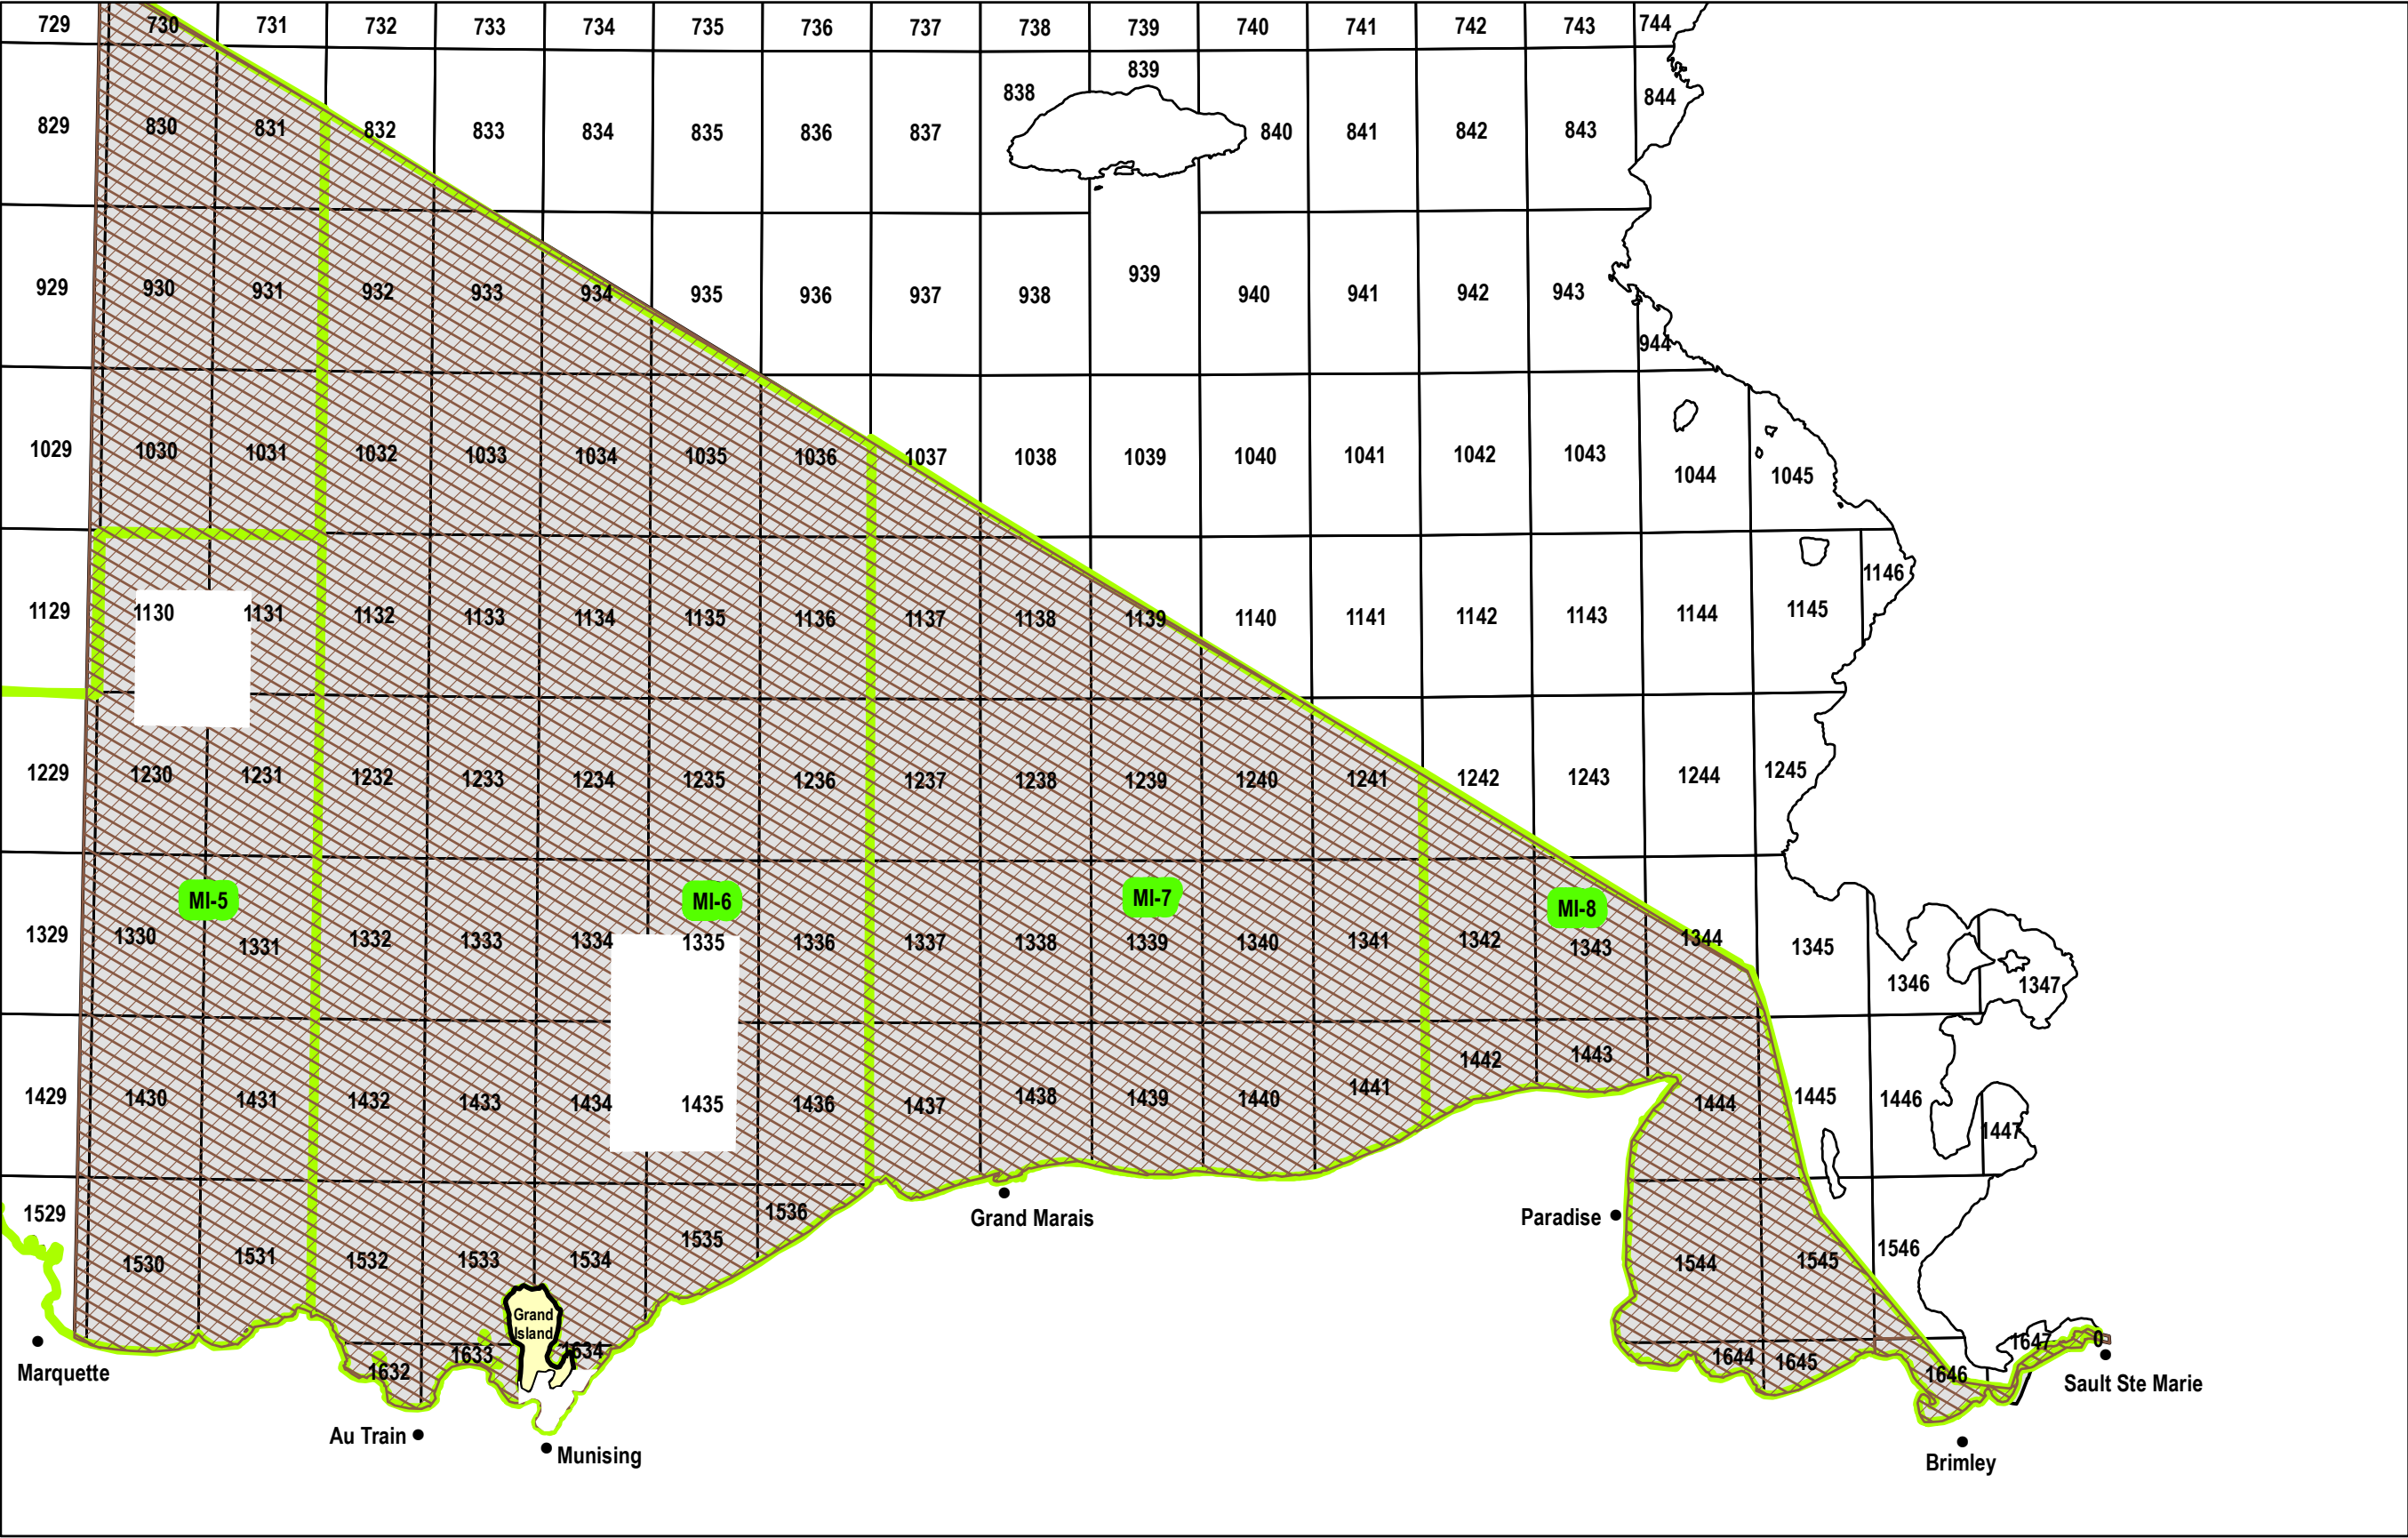 729 730 731 732 733 734 735 736 737 738 739 740 741 742 743 744
839
838
844
829 830 831 832 833 834 835 836 837 840 841 842 843
939
929 930 931 932 933 934 935 936 937 938 940 941 942 943
944
1029 1030 1031 1032 1033 1034 1035 1036 1037 1038 1039 1040 1041 1042 1043
1044 1045
1146
1129 1130 1131 1132 1133 1134 1135 1136 1137 1138 1139 1140 1141 1142 1143 1144 1145
1229 1230 1231 1232 1233 1234 1235 1236 1237 1238 1239 1240 1241 1242 1243 1244 1245
MI-5 MI-6 MI-7 MI-8
1329 1330 1331 1332 1333 1334 1335 1336 1337 1338 1339 1340 1341 1342 1343 1344 1345
1346 1347
1442 1443
1429 1430 1431 1432 1433 1434 1435 1436 1437 1438 1439 1440 1441 1444 1445 1446
1447
1529 1536
Grand Marais
Paradise
1535
1530 1531 1532 1533 1534 1544 1545 1546
Grand
Island
1632 1633 1634 1644 1645 1646 1647 0
Marquette
Sault Ste Marie
Au Train
Munising
Brimley